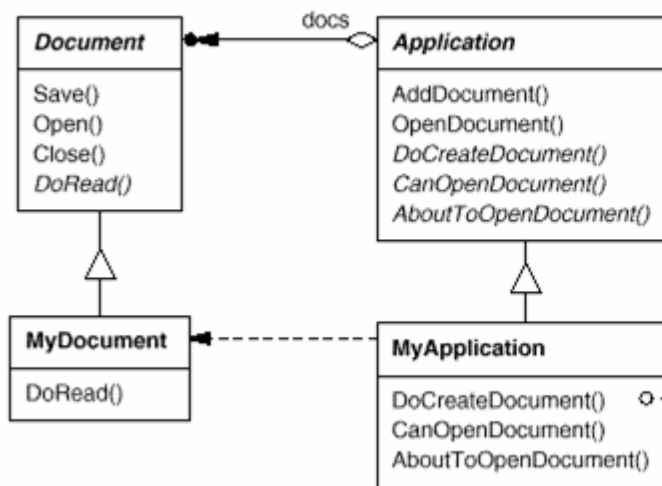 docs
Document
Save()
Open()
Close()
DoRead()
Application
AddDocument()
OpenDocument()
DoCreateDocument()
CanOpenDocument()
AboutToOpenDocument()
MyDocument
DoRead()
MyApplication
DoCreateDocument()
CanOpenDocument()
AboutToOpenDocument()